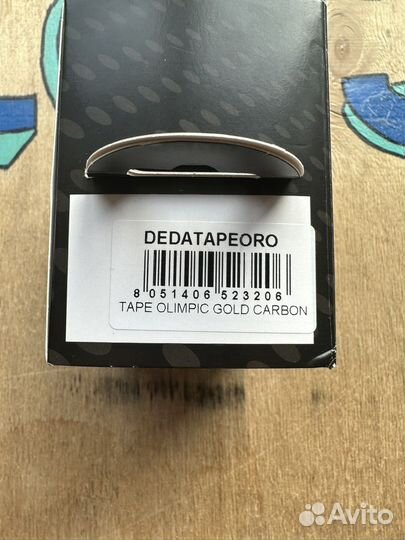 DEDATAPEORO
8 051406 523206
TAPE OLIMPIC GOLD CARBON
Avito